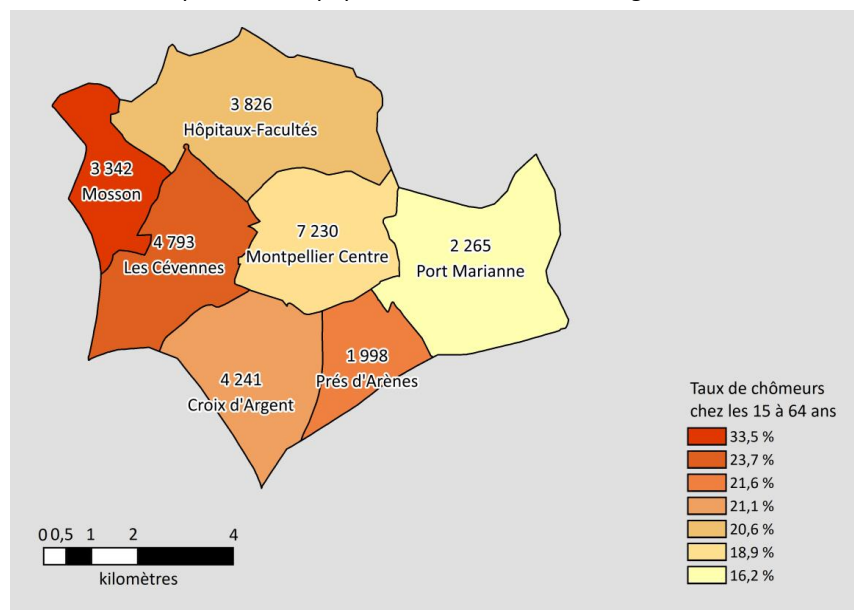 3 826
Hôpitaux-Facultés
3 342
Mosson
4 793
Les Cévennes
7 230
Montpellier Centre
2 265
Port Marianne
1 998
Prés d'Arènes
4 241
Croix d'Argent
Taux de chômeurs
chez les 15 à 64 ans
33,5 %
23,7 %
21,6 %
21,1 %
20,6 %
18,9 %
16,2 %
0 0,5 1 2 4
kilomètres